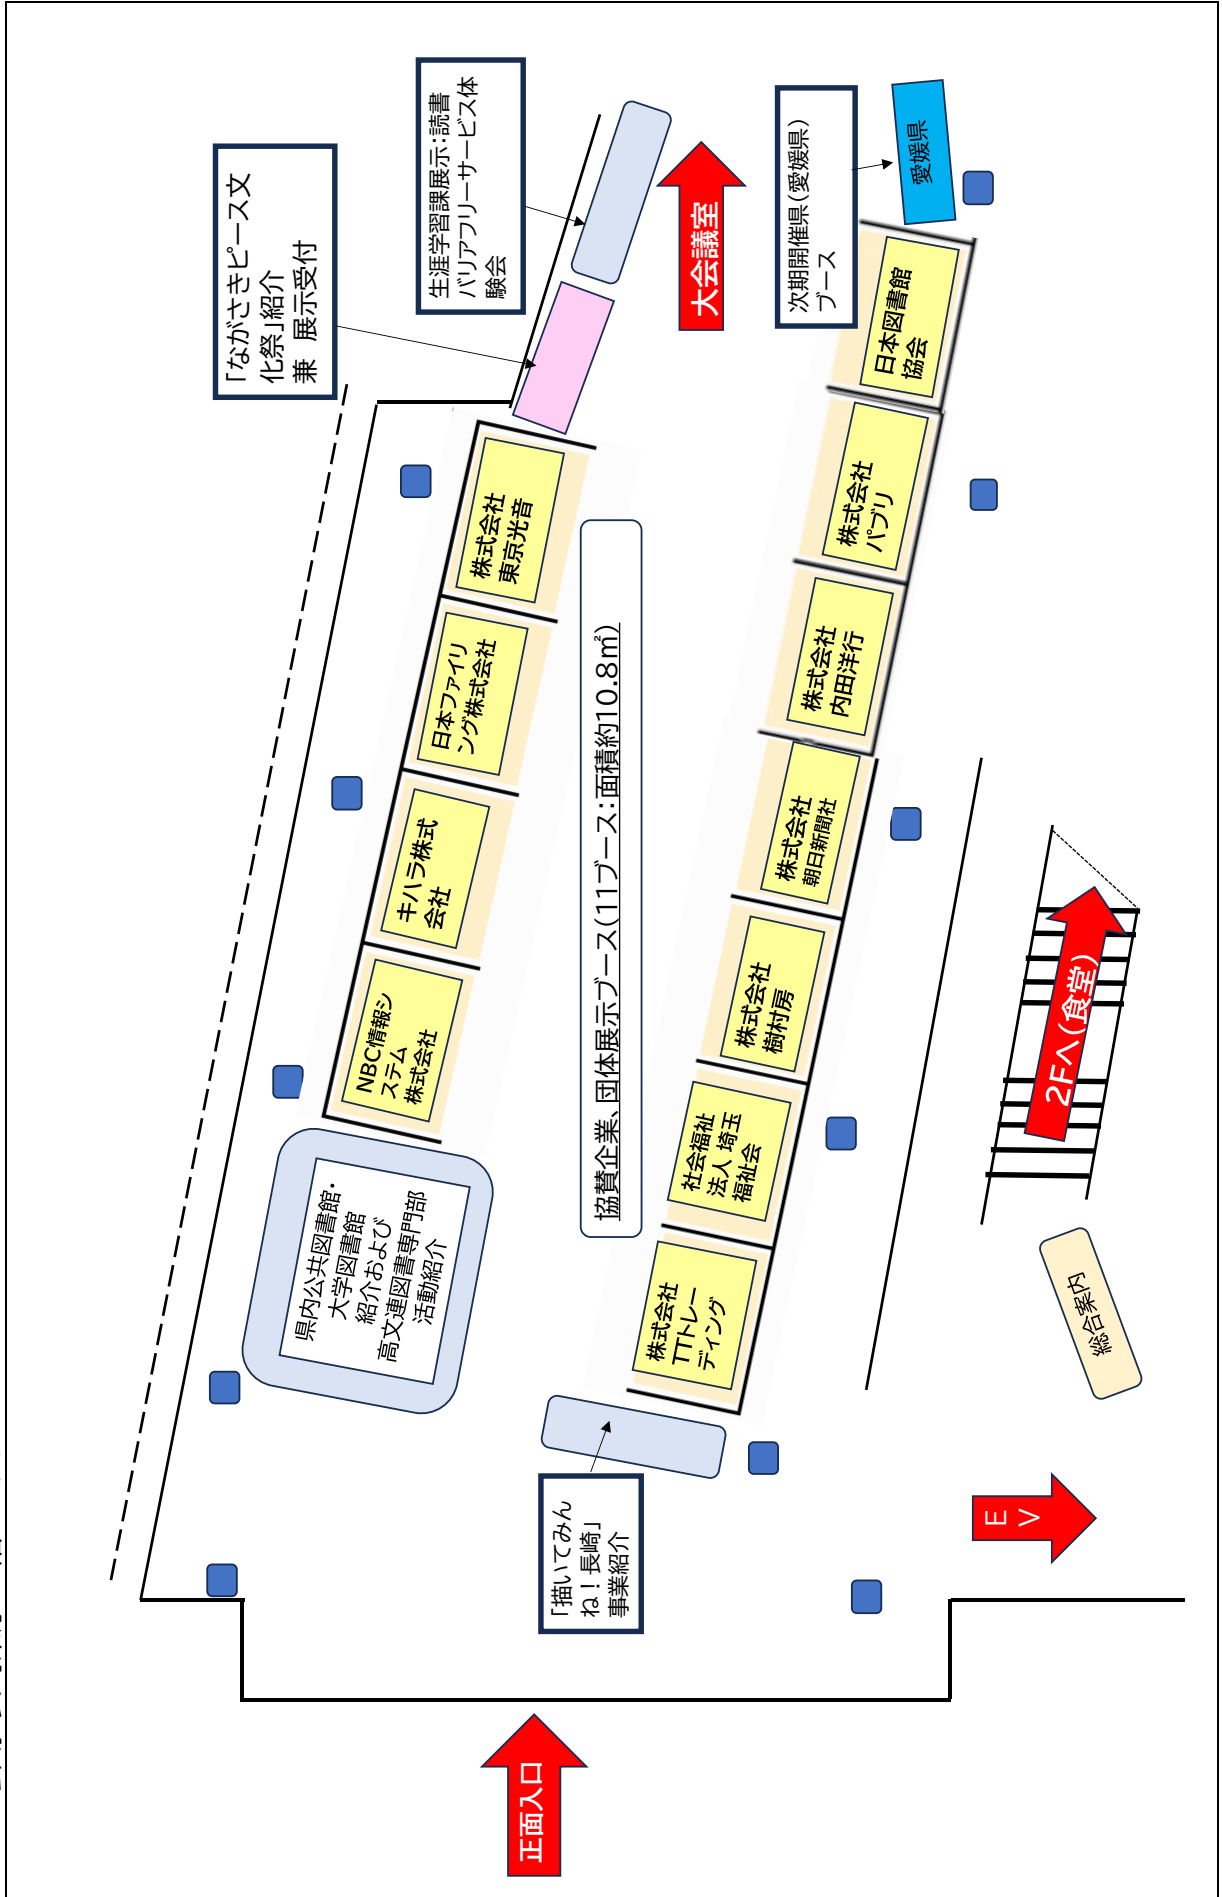 「ながさきピース文
化祭」紹介
兼 展示受付
生涯学習課展示：読書
バリアフリーサービス体
験会
大会議室
次期開催県（愛媛県）
ブース
愛媛県
株式会社
東京光音
日本ファイリ
ング株式会社
キハラ株式
会社
NBC情報シ
ステム
株式会社
県内公共図書館・
大学図書館
紹介および
高文連図書専門部
活動紹介
協賛企業、団体展示ブース（11ブース：面積約10.8㎡）
日本図書館
協会
株式会社
パブリ
株式会社
内田洋行
株式会社
朝日新聞社
株式会社
樹村房
社会福祉
法人 埼玉
福祉会
株式会社
TTトレー
ディング
「描いてみん
ね！長崎」
事業紹介
2Fへ（食堂）
総合案内
E
V
正面入口